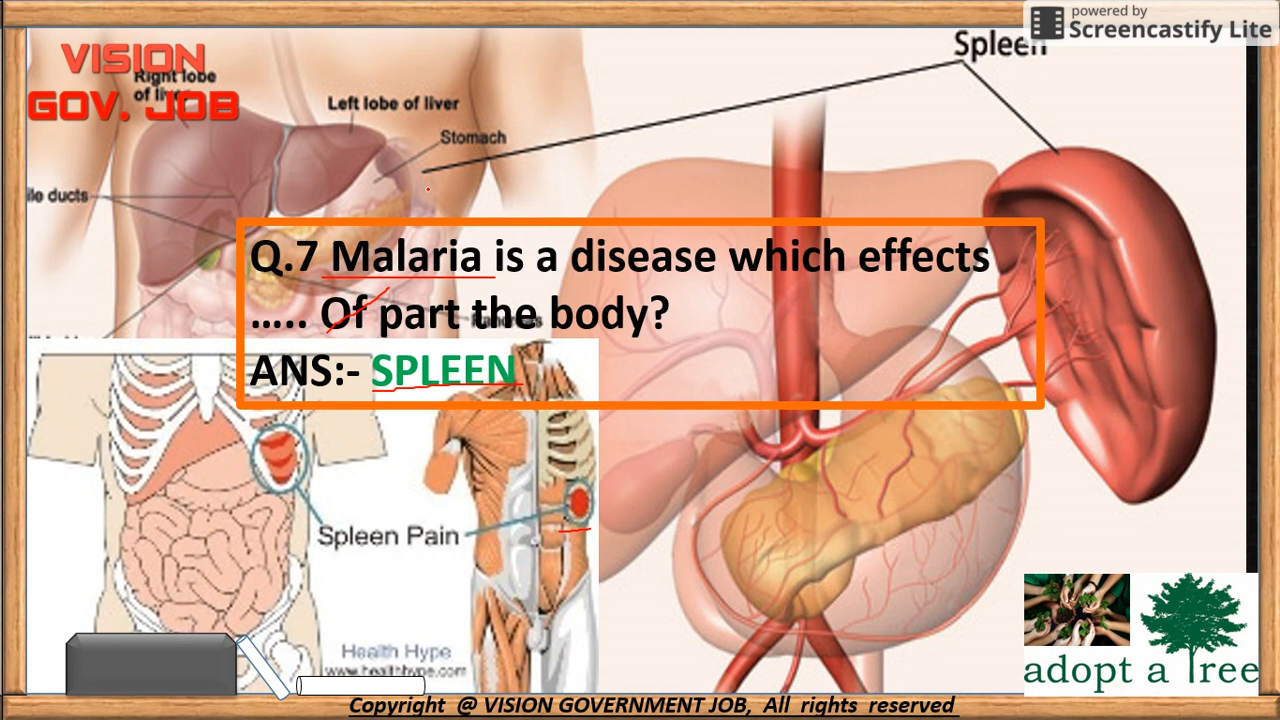 powered by
Screencastify Lite
VISION
GOV. JOB
Spleen
Right lobe
of liver
Left lobe of liver
Stomach
ile ducts
Q.7 Malaria is a disease which effects
….. Of part the body?
ANS:- SPLEEN
Spleen Pain
Health Hype
www.healthhype.com
adopt a Tree
Copyright @ VISION GOVERNMENT JOB, All rights reserved